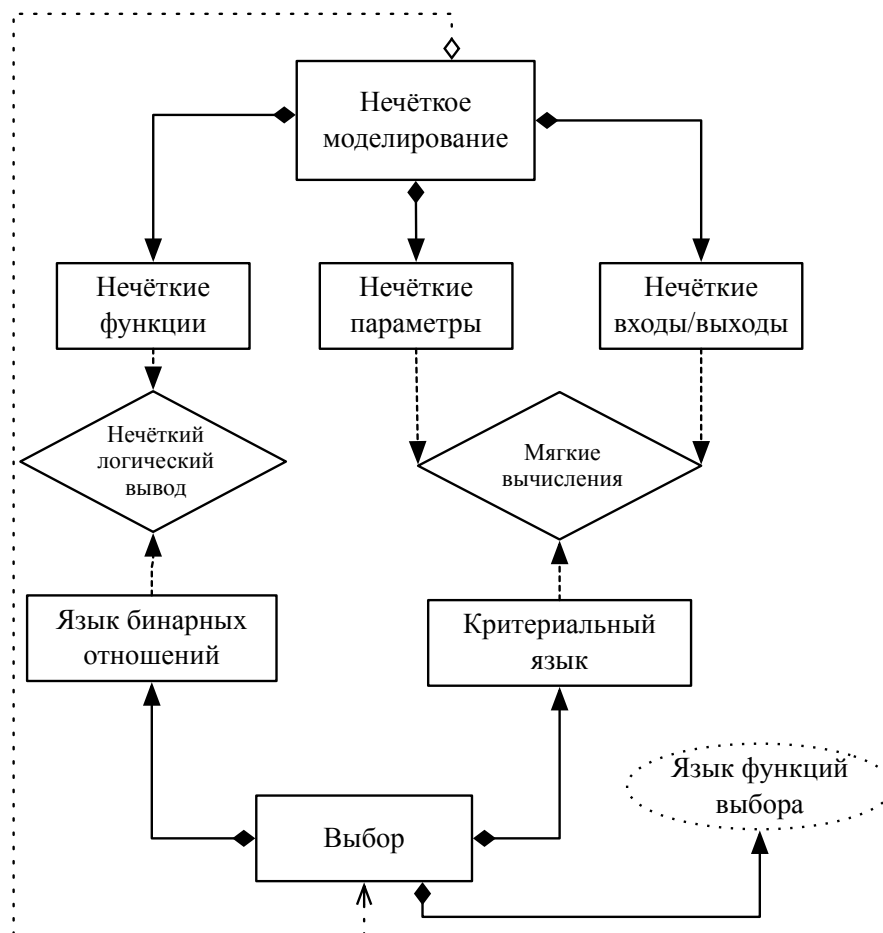 Нечёткое
моделирование
Нечёткие
функции
Нечёткие
параметры
Нечёткие
входы/выходы
Нечёткий
логический
вывод
Мягкие
вычисления
Язык бинарных
отношений
Критериальный
язык
Язык функций
выбора
Выбор